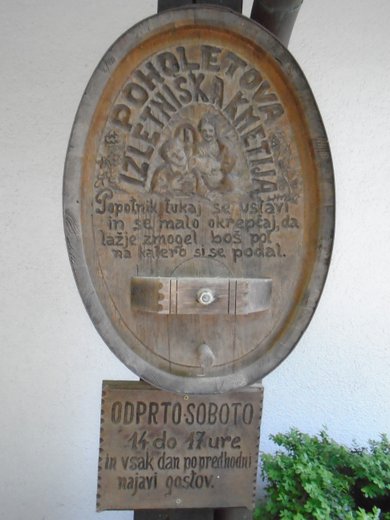 POHOLETOVA
IZLETNIŠKA KMETIJA
Popotnik tukaj se ustavi
in se malo okrepčaj, da
lažje zmogel boš pot
na katero si se podal.
ODPRTO SOBOTO
14 do 17 ure
in vsak dan po predhodni
najavi gostov.